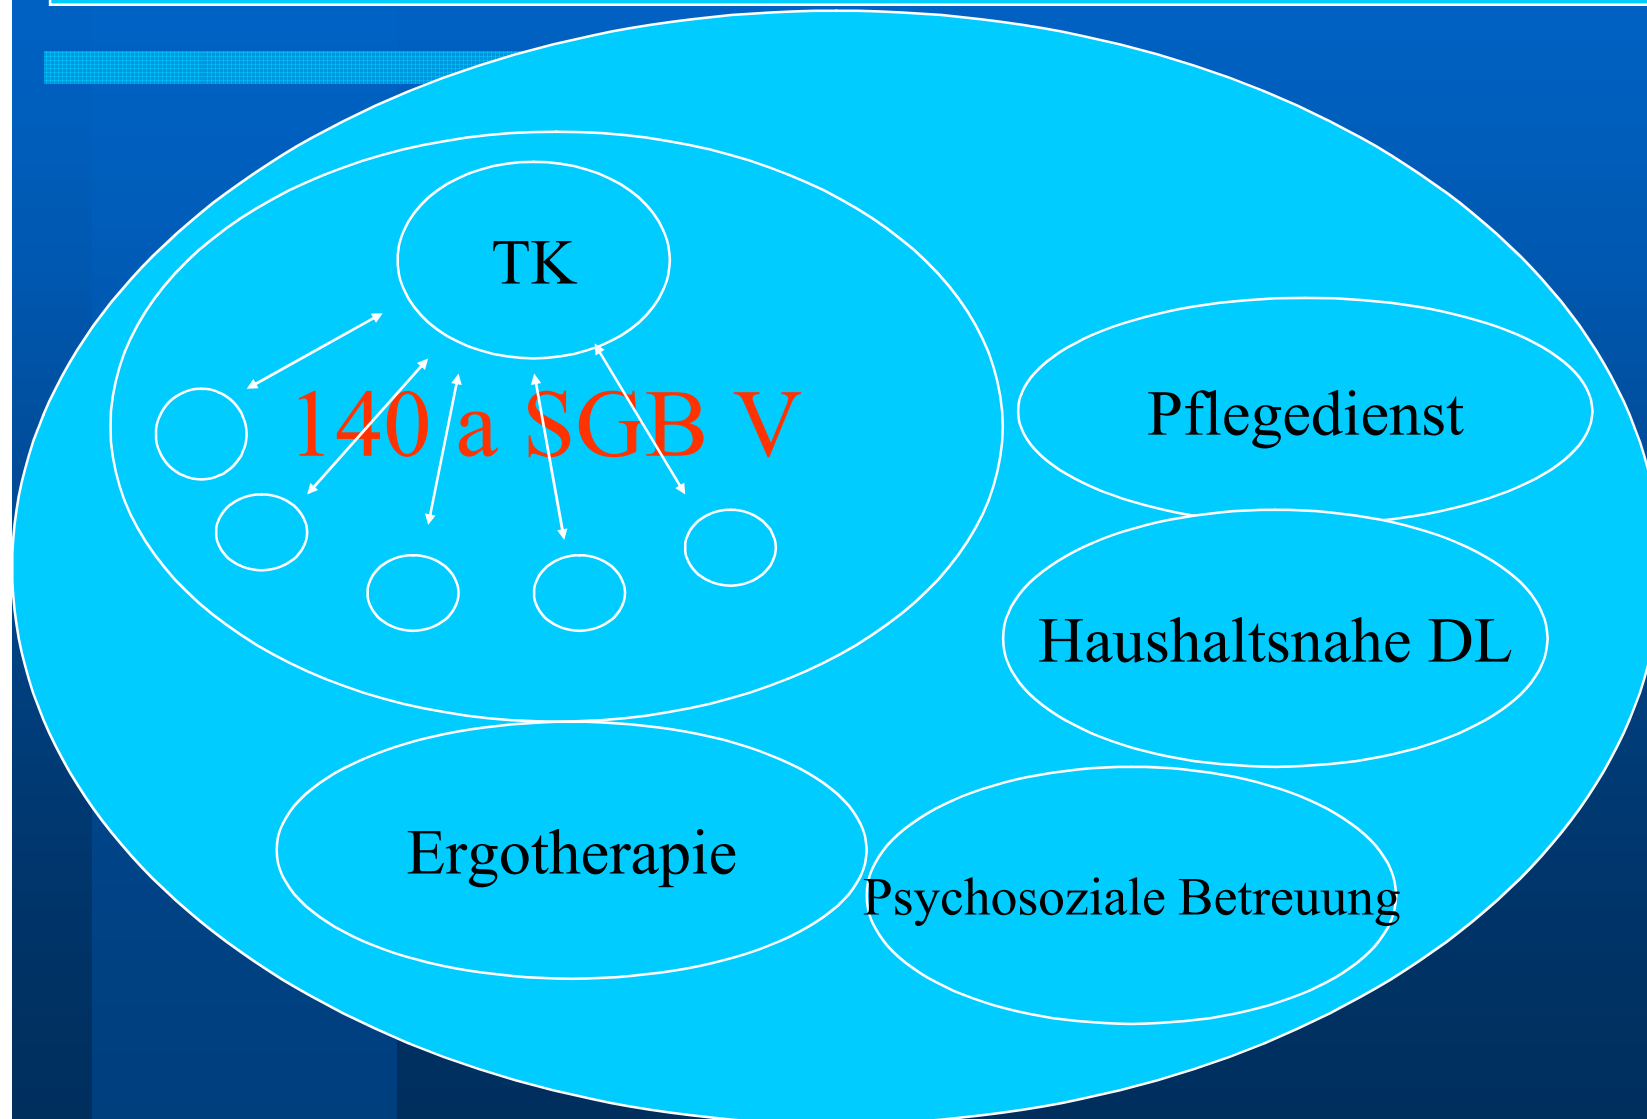 TK
140 a SGB V
Pflegedienst
Haushaltsnahe DL
Ergotherapie
Psychosoziale Betreuung